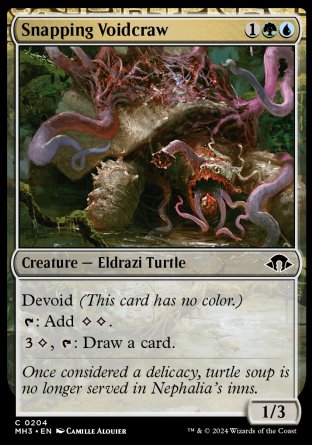 Snapping Voidcraw 1
Creature — Eldrazi Turtle
Devoid (This card has no color.)
: Add .
3 , : Draw a card.
Once considered a delicacy, turtle soup is
no longer served in Nephalia's inns.
1/3
C 0204
MH3 • EN CAMILLE ALQUIER
™ & © 2024 Wizards of the Coast